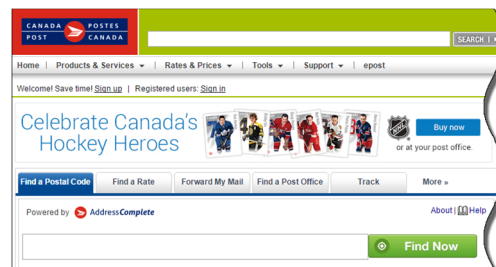 CANADA POSTES
POST CANADA
SEARCH
Home | Products & Services | Rates & Prices | Tools | Support | epost
Welcome! Save time! Sign up | Registered users: Sign in
Celebrate Canada's
Hockey Heroes
NHL
Buy now
or at your post office.
Find a Postal Code Find a Rate Forward My Mail Find a Post Office Track More »
Powered by AddressComplete About | Help
Find Now